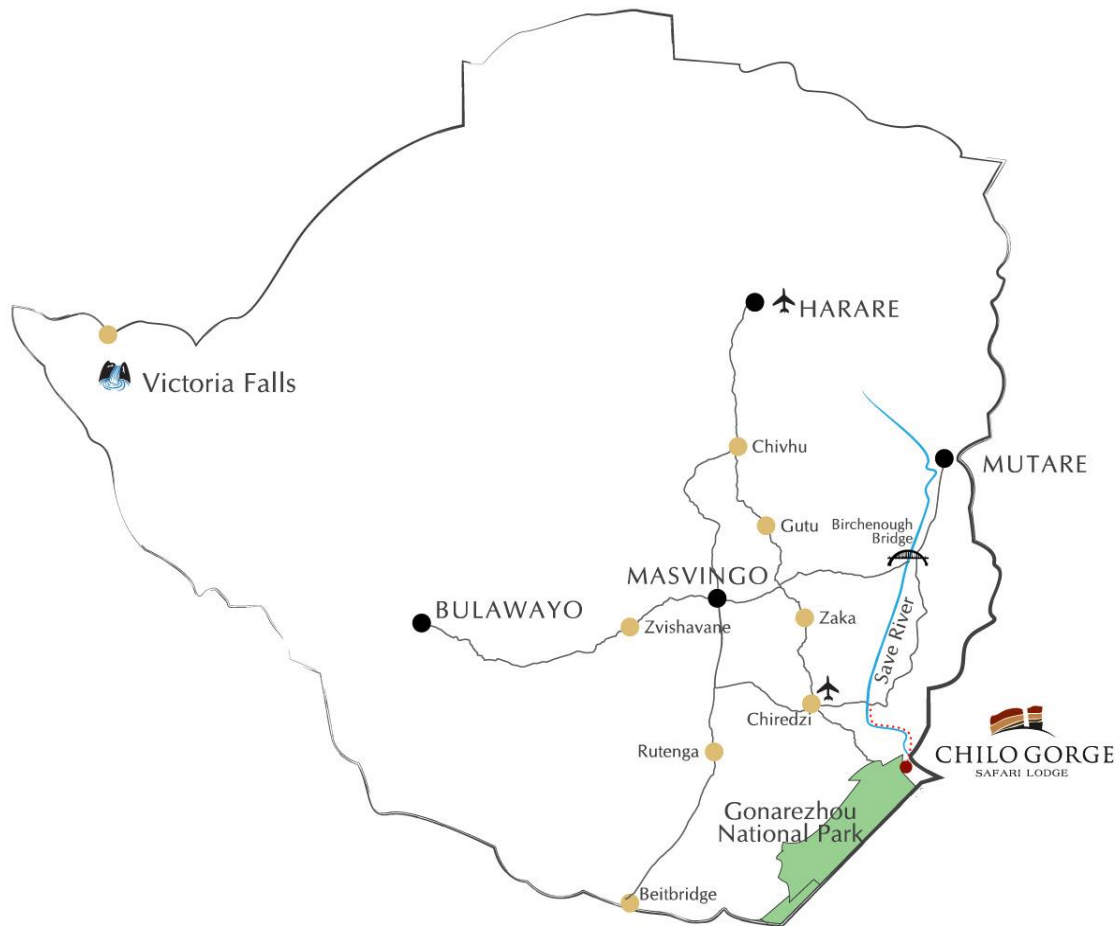 HARARE
Victoria Falls
Chivhu
MUTARE
Gutu
Birchenough
Bridge
MASVINGO
BULAWAYO
Zvishavane
Zaka
Save River
Chiredzi
CHILO GORGE
SAFARI LODGE
Rutenga
Gonarezhou
National Park
Beitbridge